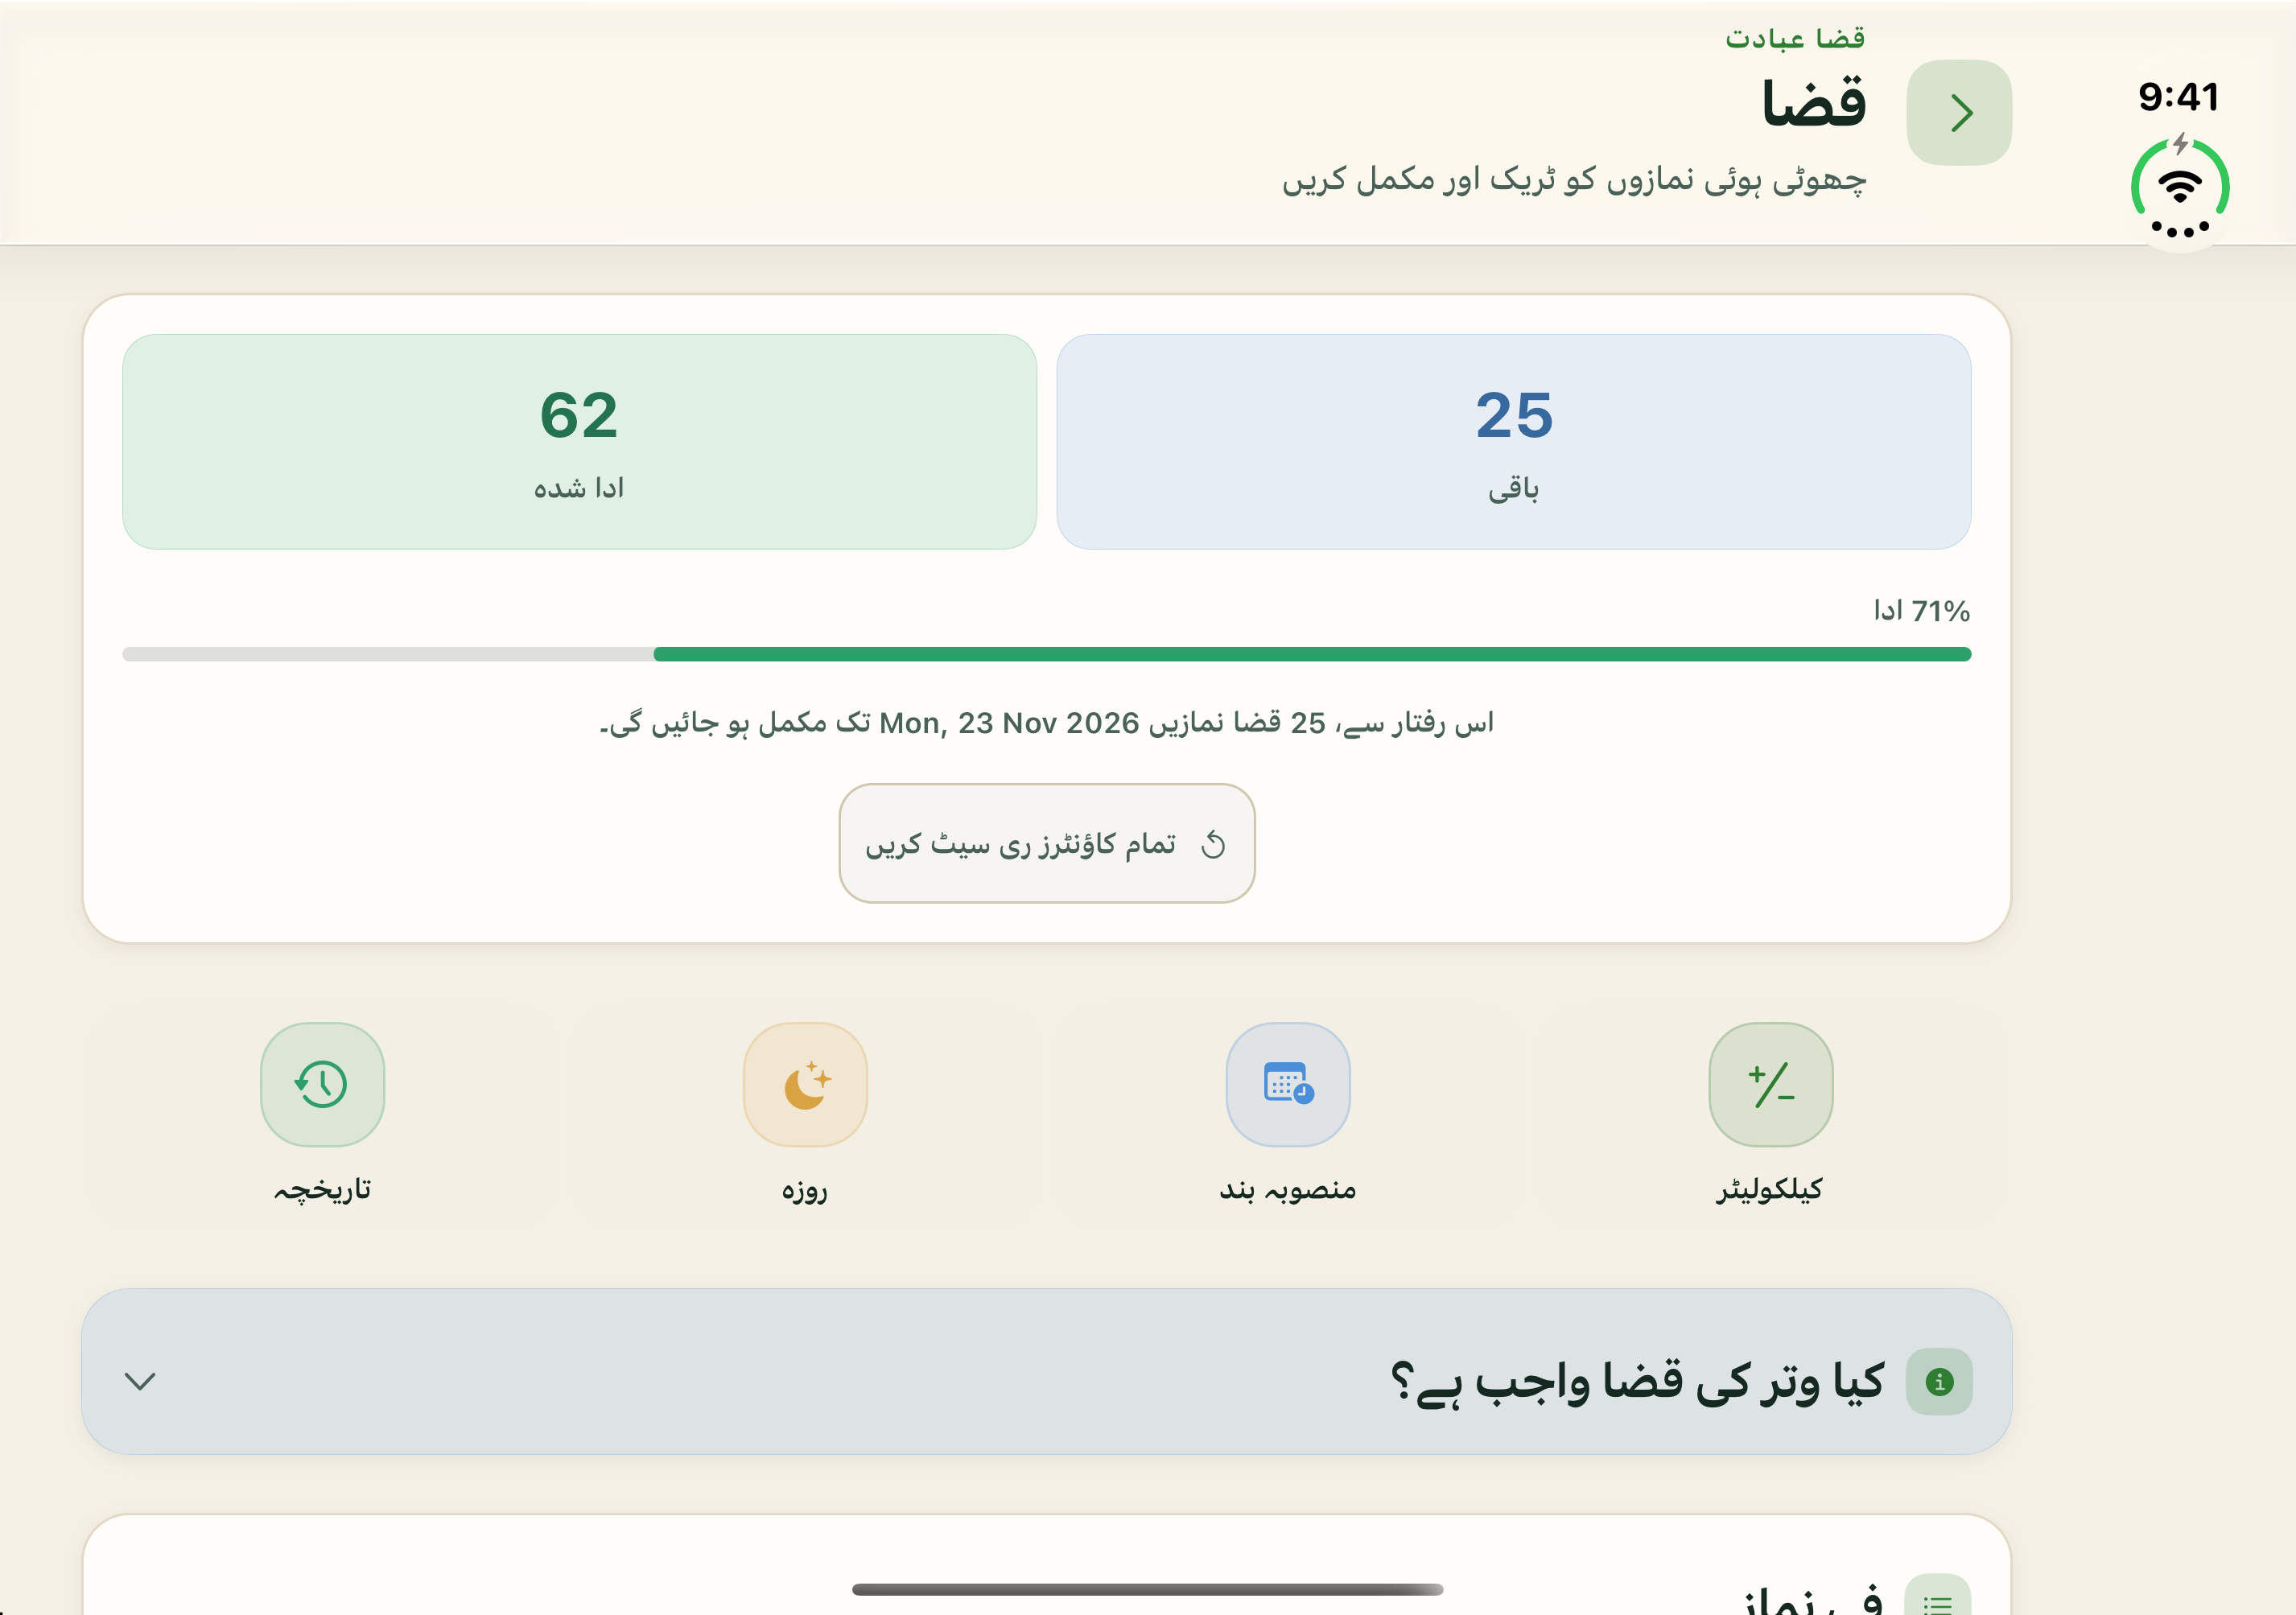 9:41
قضا عبادت
قضا
چھوٹی ہوئی نمازوں کو ٹریک اور مکمل کریں
25
باقی
62
ادا شدہ
71% ادا
اس رفتار سے، 25 قضا نمازیں Mon, 23 Nov 2026 تک مکمل ہو جائیں گی۔
تمام کاؤنٹرز ری سیٹ کریں
کیلکولیٹر
منصوبہ بند
روزہ
تاریخچہ
کیا وتر کی قضا واجب ہے؟
فی نماز